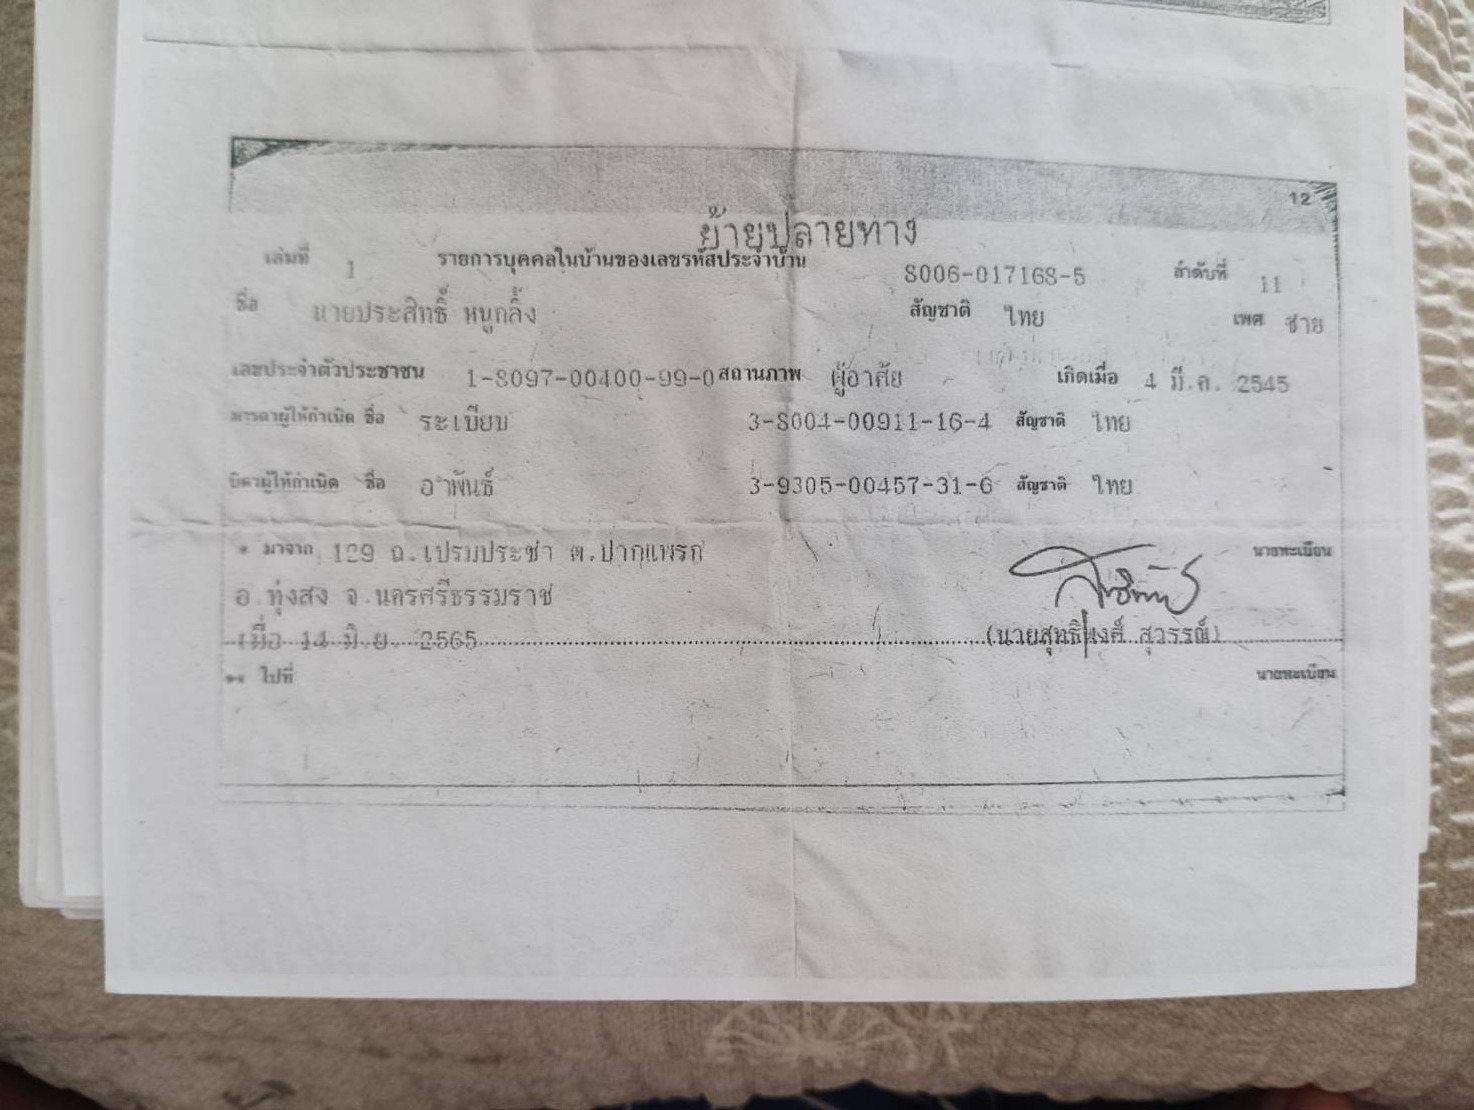 12
ย้ายปลายทาง
เล่มที่ 1 รายการบุคคลในบ้านของเลขรหัสประจำบ้าน 8006-017168-5 ลำดับที่ 11
ชื่อ นายประสิทธิ์ หนูกลิ้ง สัญชาติ ไทย เพศ ชาย
เลขประจำตัวประชาชน 1-8097-00400-99-0 สถานภาพ ผู้อาศัย เกิดเมื่อ 4 มี.ค. 2545
มารดาผู้ให้กำเนิด ชื่อ ระเบียบ 3-8004-00911-16-4 สัญชาติ ไทย
บิดาผู้ให้กำเนิด ชื่อ อำพันธ์ 3-9305-00457-31-6 สัญชาติ ไทย
* มาจาก 129 ถ.เปรมประชา ต.ปากแพรก นายทะเบียน
อ.ทุ่งสง จ.นครศรีธรรมราช
เมื่อ 14 มิ.ย. 2565 (นายสุทธิพงศ์ สุวรรณ์)
** ไปที่ นายทะเบียน